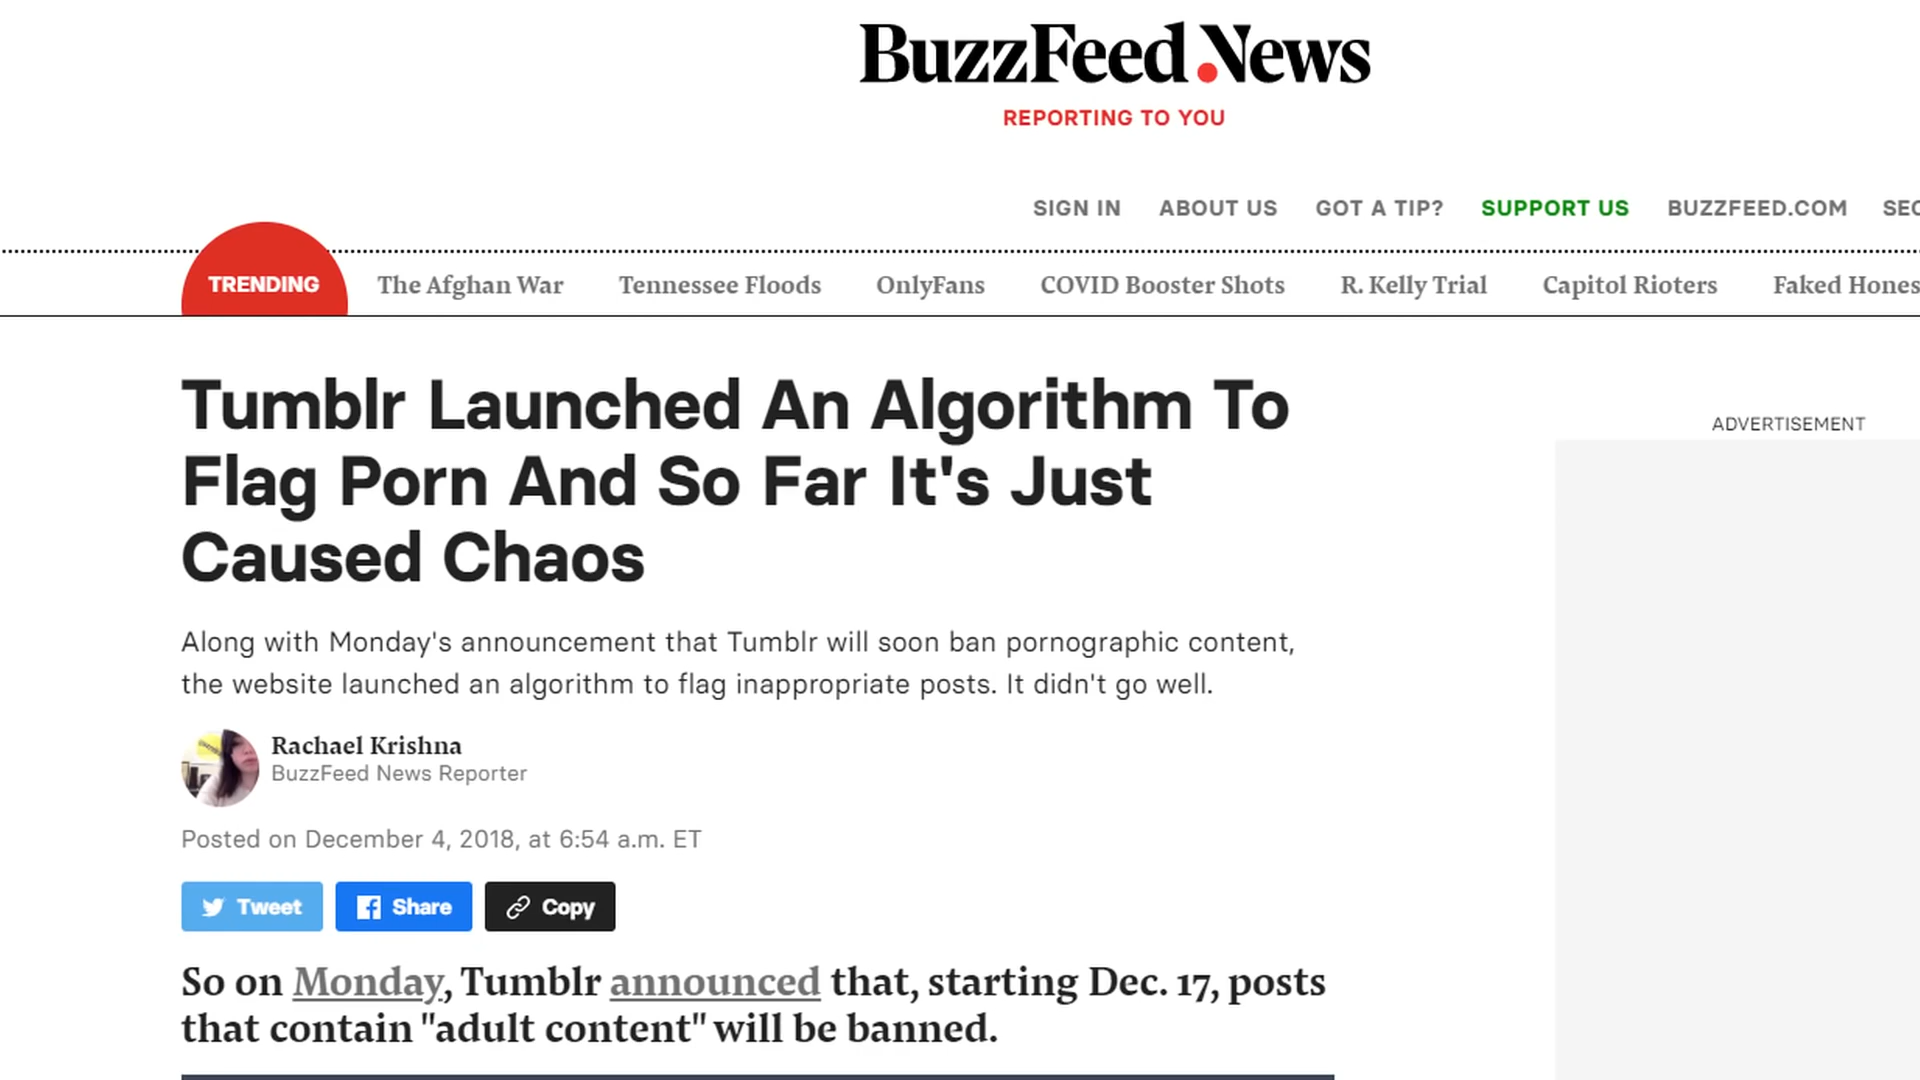 BuzzFeed News
REPORTING TO YOU
SIGN IN ABOUT US GOT A TIP? SUPPORT US BUZZFEED.COM SEC
TRENDING The Afghan War Tennessee Floods OnlyFans COVID Booster Shots R. Kelly Trial Capitol Rioters Faked Hones
Tumblr Launched An Algorithm To
Flag Porn And So Far It's Just
Caused Chaos
ADVERTISEMENT
Along with Monday's announcement that Tumblr will soon ban pornographic content,
the website launched an algorithm to flag inappropriate posts. It didn't go well.
Rachael Krishna
BuzzFeed News Reporter
Posted on December 4, 2018, at 6:54 a.m. ET
Tweet Share Copy
So on Monday, Tumblr announced that, starting Dec. 17, posts
that contain "adult content" will be banned.